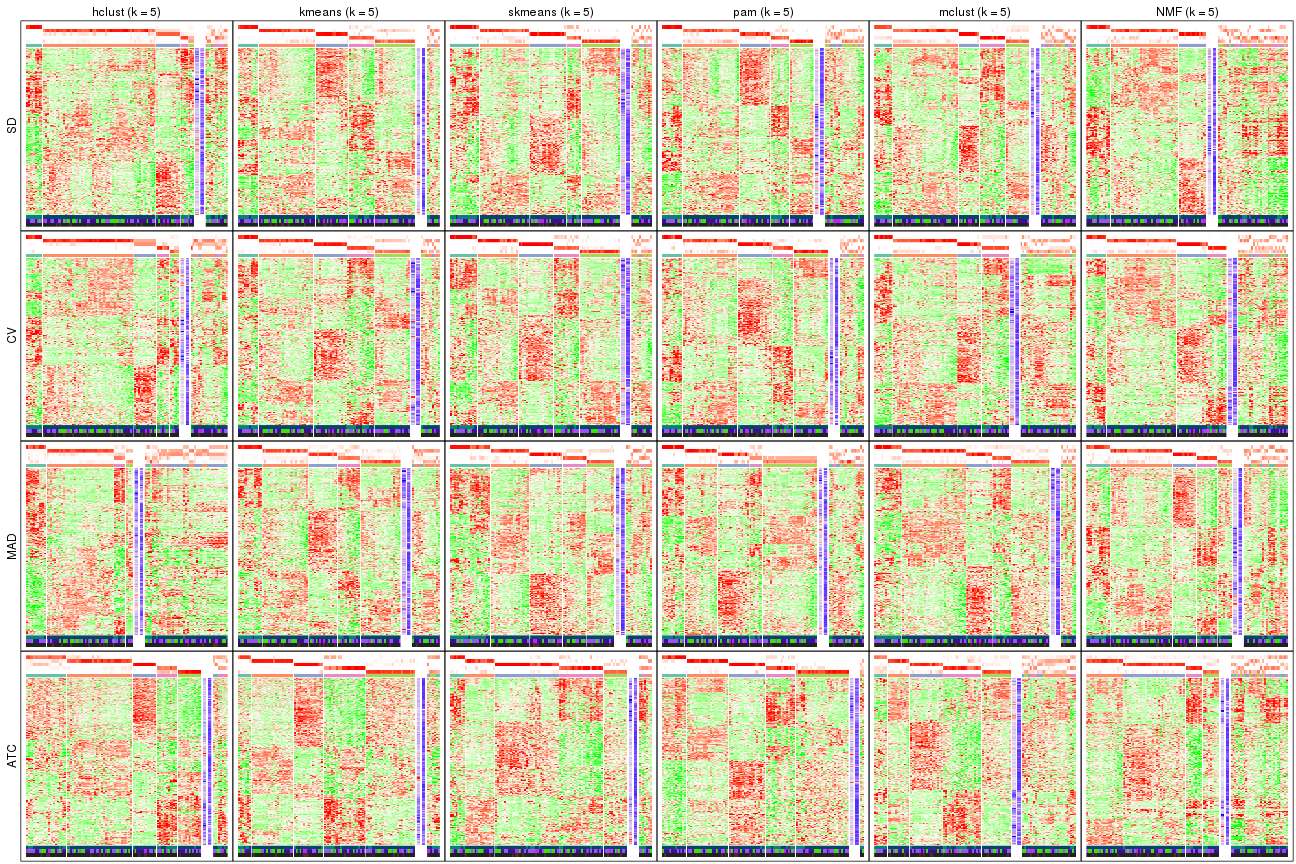 hclust (k = 5) kmeans (k = 5) skmeans (k = 5) pam (k = 5) mclust (k = 5) NMF (k = 5)
SD
CV
MAD
ATC